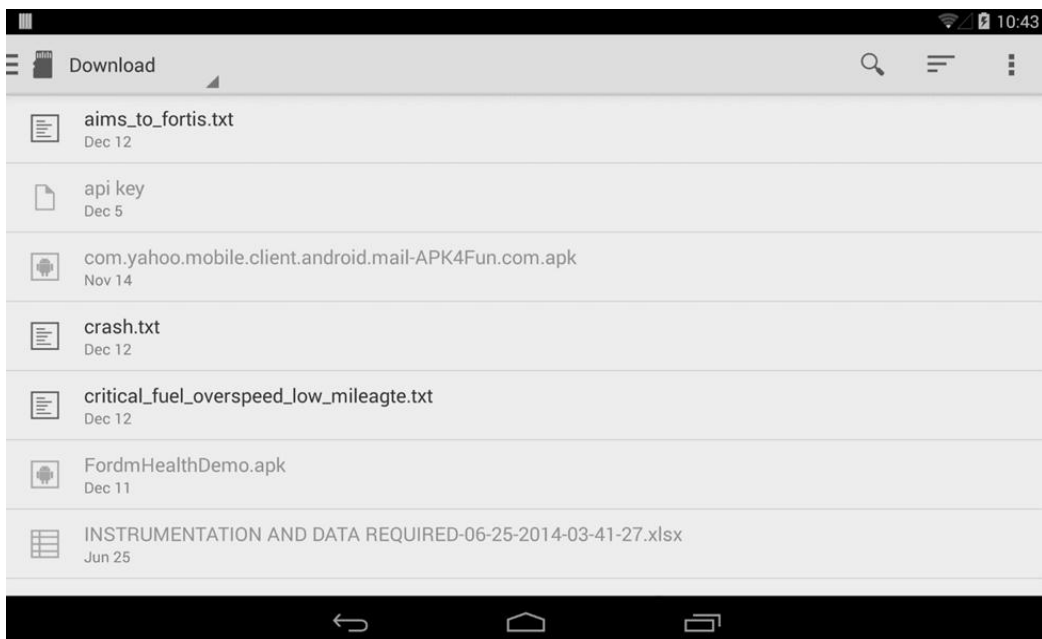 10:43
Download
aims_to_fortis.txt
Dec 12
api key
Dec 5
com.yahoo.mobile.client.android.mail-APK4Fun.com.apk
Nov 14
crash.txt
Dec 12
critical_fuel_overspeed_low_mileagte.txt
Dec 12
FordmHealthDemo.apk
Dec 11
INSTRUMENTATION AND DATA REQUIRED-06-25-2014-03-41-27.xlsx
Jun 25